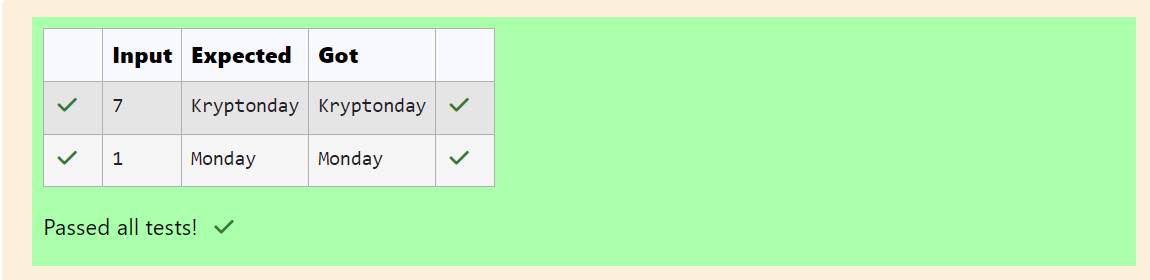 Input Expected Got
7 Kryptonday Kryptonday
1 Monday Monday
Passed all tests!